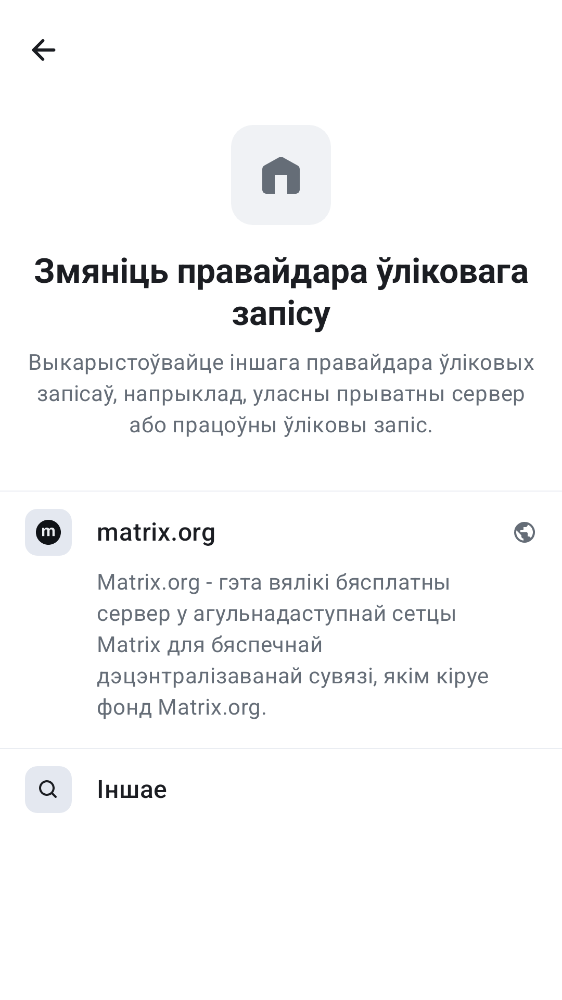 Змяніць правайдара ўліковага
запісу
Выкарыстоўвайце іншага правайдара ўліковых
запісаў, напрыклад, уласны прыватны сервер
або працоўны ўліковы запіс.
m
matrix.org
Matrix.org - гэта вялікі бясплатны
сервер у агульнадаступнай сетцы
Matrix для бяспечнай
дэцэнтралізаванай сувязі, якім кіруе
фонд Matrix.org.
Іншае